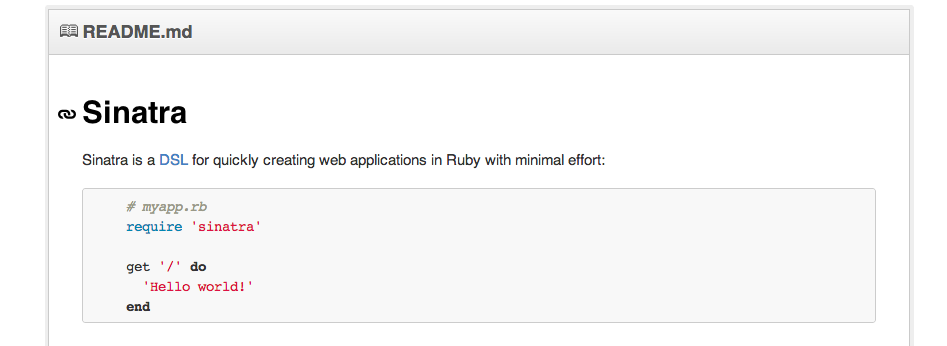 README.md
Sinatra
Sinatra is a DSL for quickly creating web applications in Ruby with minimal effort:
# myapp.rb
require 'sinatra'
get '/' do
  'Hello world!'
end